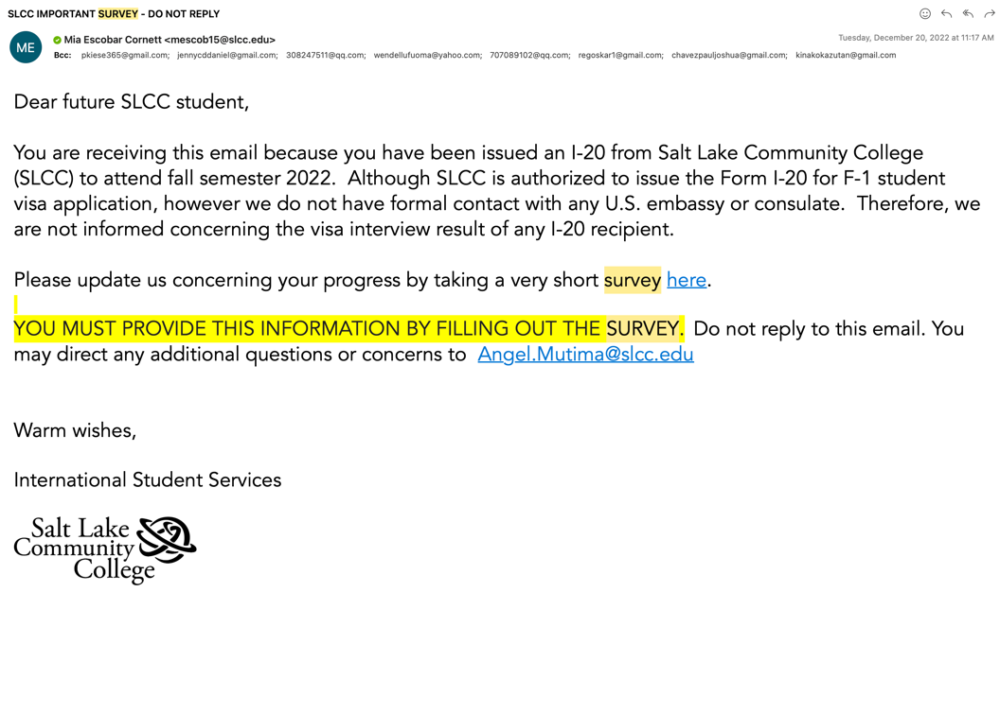 SLCC IMPORTANT SURVEY - DO NOT REPLY
ME
Mia Escobar Cornett <mescob15@slcc.edu>
Tuesday, December 20, 2022 at 11:17 AM
Bcc: pkiese365@gmail.com; jennycddaniel@gmail.com; 308247511@qq.com; wendellufuoma@yahoo.com; 707089102@qq.com; regoskar1@gmail.com; chavezpauljoshua@gmail.com; kinakokazutan@gmail.com
Dear future SLCC student,
You are receiving this email because you have been issued an I-20 from Salt Lake Community College
(SLCC) to attend fall semester 2022. Although SLCC is authorized to issue the Form I-20 for F-1 student
visa application, however we do not have formal contact with any U.S. embassy or consulate. Therefore, we
are not informed concerning the visa interview result of any I-20 recipient.
Please update us concerning your progress by taking a very short survey here.
YOU MUST PROVIDE THIS INFORMATION BY FILLING OUT THE SURVEY. Do not reply to this email. You
may direct any additional questions or concerns to Angel.Mutima@slcc.edu
Warm wishes,
International Student Services
Salt Lake
Community
College